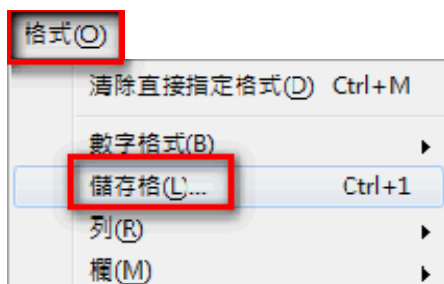 格式(O)
清除直接指定格式(D) Ctrl+M
數字格式(B)
儲存格(L)... Ctrl+1
列(R)
欄(M)